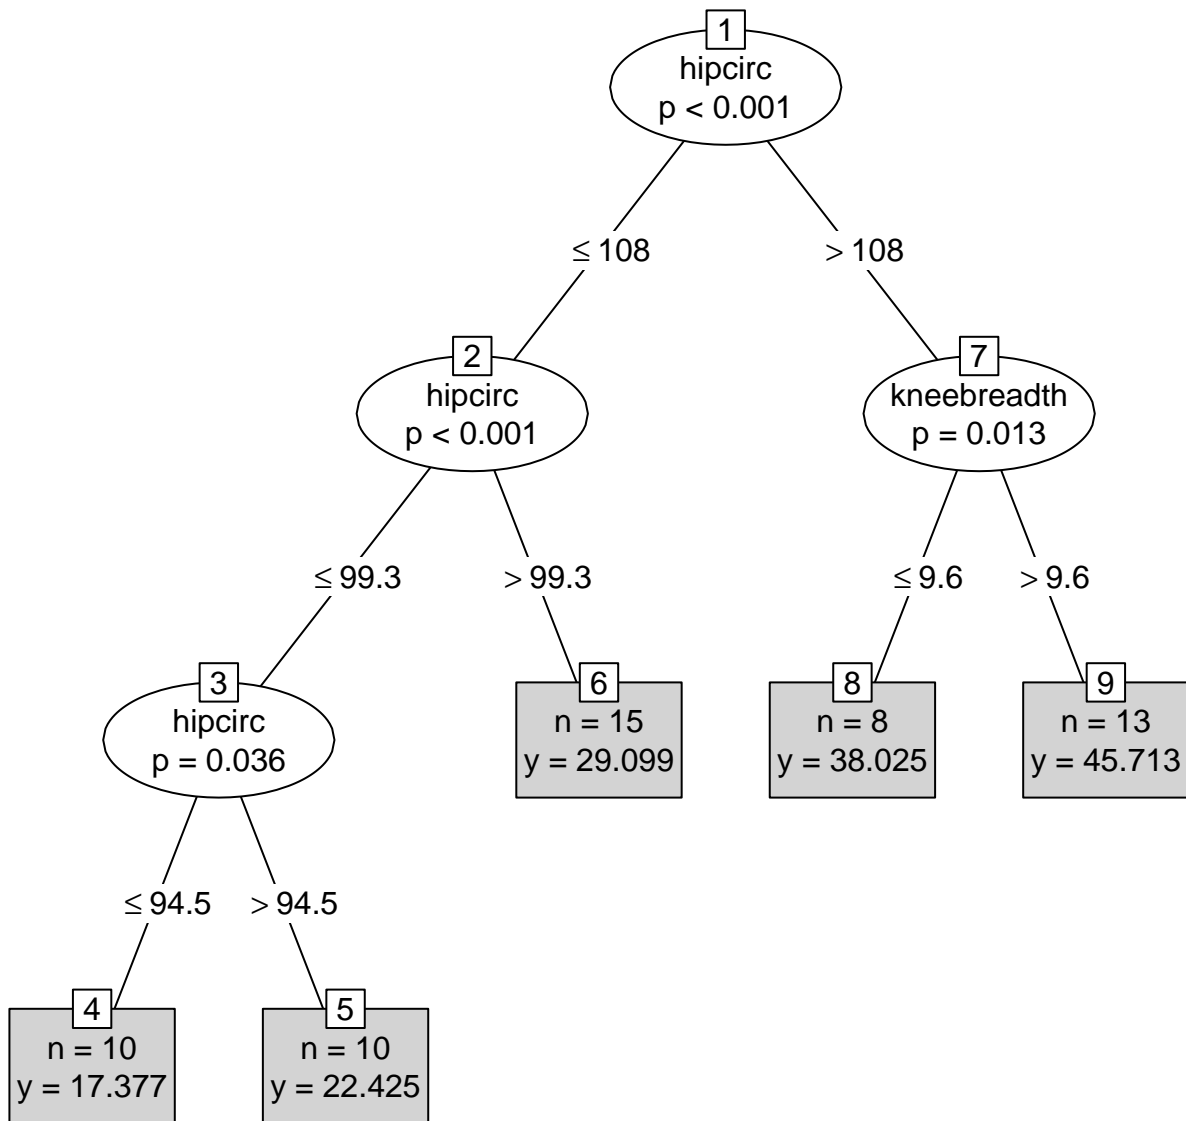 1
hipcirc
p < 0.001
≤ 108
> 108
2
hipcirc
p < 0.001
7
kneebreadth
p = 0.013
≤ 99.3
> 99.3
≤ 9.6
> 9.6
3
hipcirc
p = 0.036
6
n = 15
y = 29.099
8
n = 8
y = 38.025
9
n = 13
y = 45.713
≤ 94.5
> 94.5
4
n = 10
y = 17.377
5
n = 10
y = 22.425